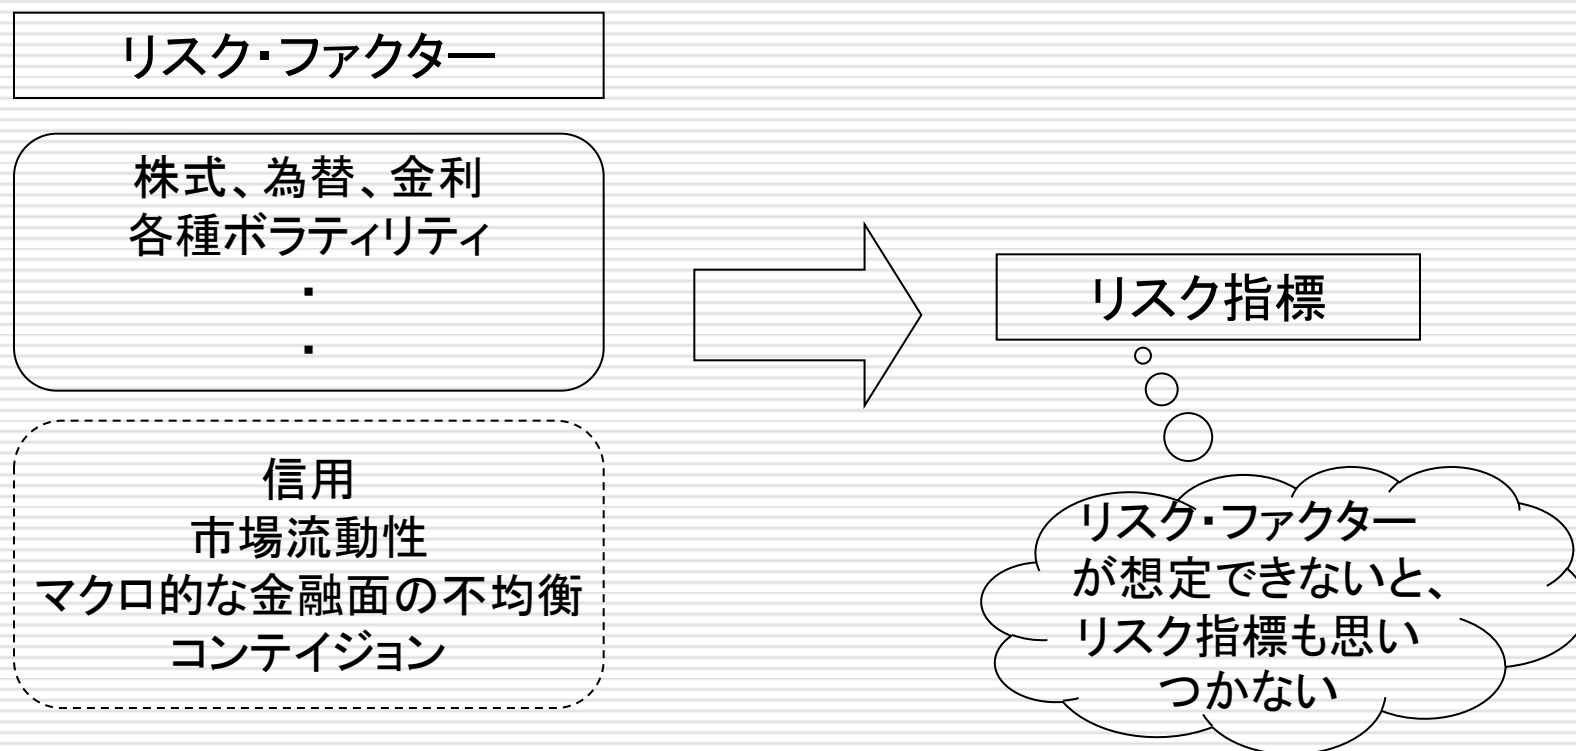 リスク・ファクター
株式、為替、金利
各種ボラティリティ
・
・
信用
市場流動性
マクロ的な金融面の不均衡
コンテイジョン
リスク指標
リスク・ファクター
が想定できないと、
リスク指標も思い
つかない